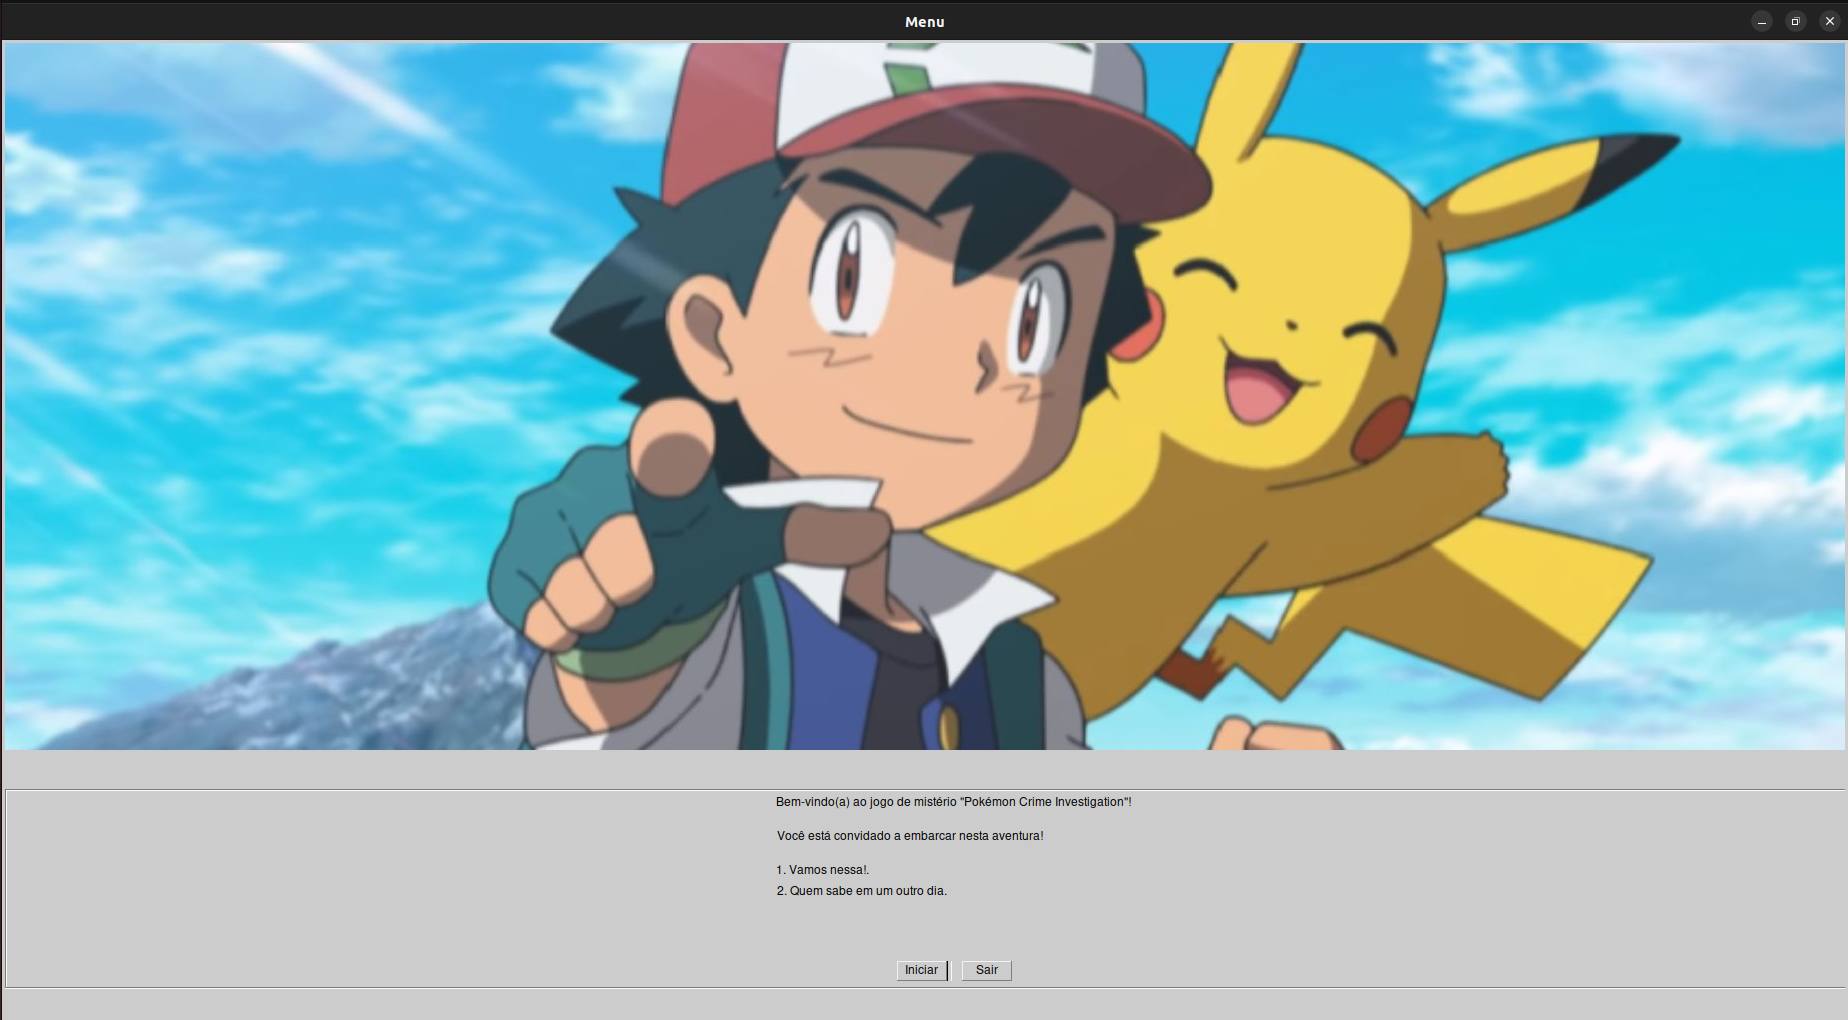 Menu
Bem-vindo(a) ao jogo de mistério "Pokémon Crime Investigation"!
Você está convidado a embarcar nesta aventura!
1. Vamos nessa!.
2. Quem sabe em um outro dia.
Iniciar Sair